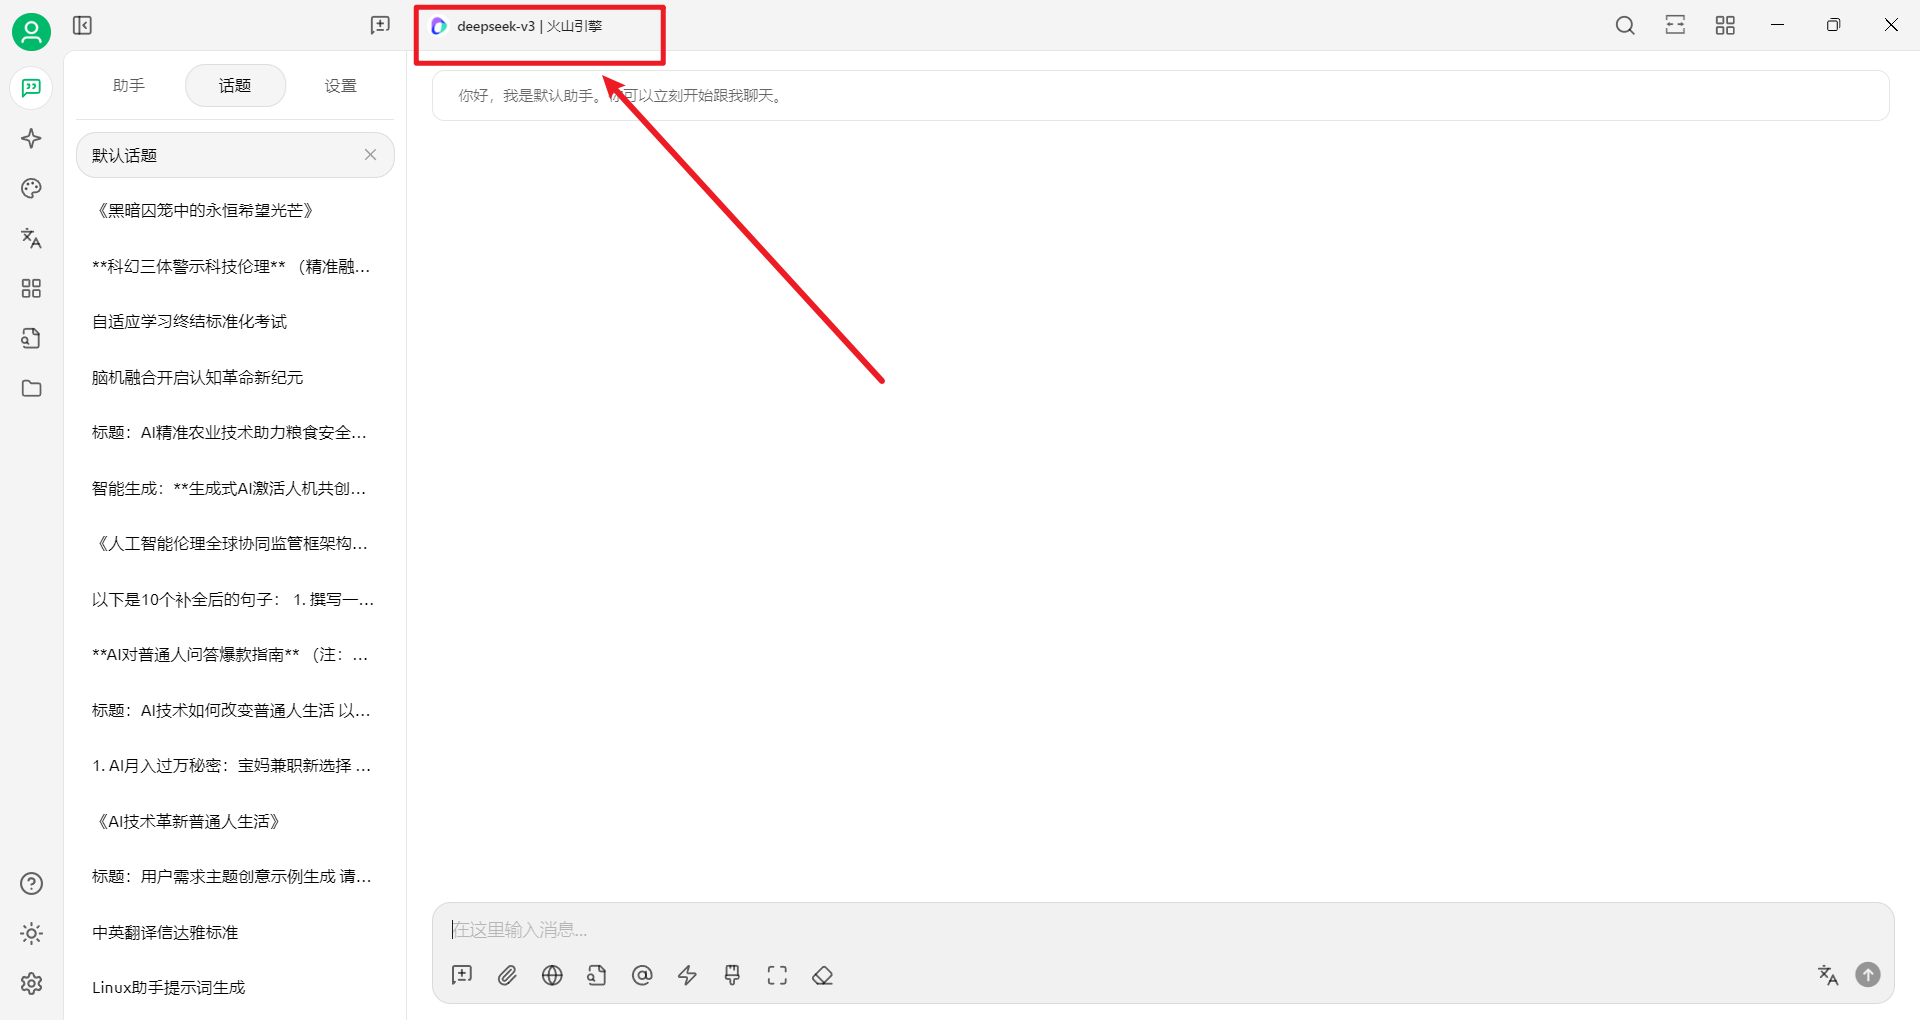 deepseek-v3 | 火山引擎
助手
话题
设置
你好，我是默认助手。你可以立刻开始跟我聊天。
默认话题
《黑暗囚笼中的永恒希望光芒》
**科幻三体警示科技伦理** （精准融...
自适应学习终结标准化考试
脑机融合开启认知革命新纪元
标题：AI精准农业技术助力粮食安全...
智能生成：**生成式AI激活人机共创...
《人工智能伦理全球协同监管框架构...
以下是10个补全后的句子： 1. 撰写一...
**AI对普通人问答爆款指南** （注：...
标题：AI技术如何改变普通人生活 以...
1. AI月入过万秘密：宝妈兼职新选择 ...
《AI技术革新普通人生活》
标题：用户需求主题创意示例生成 请...
中英翻译信达雅标准
Linux助手提示词生成
在这里输入消息...